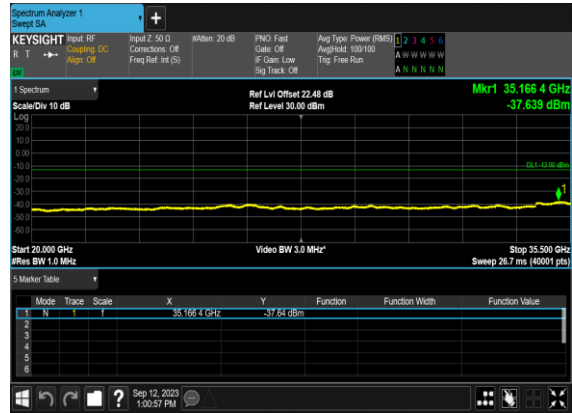 Spectrum Analyzer 1
Swept SA
+
KEYSIGHT Input: RF Input Z: 50 Ω #Atten: 20 dB PNO: Fast Avg Type: Power (RMS) 1 2 3 4 5 6
R T Coupling: DC Corrections: Off Gate: Off Avg|Hold: 100/100 A W W W W W
Align: Off Freq Ref: Int (S) IF Gain: Low Trig: Free Run A N N N N N
Sig Track: Off
1 Spectrum Ref Lvl Offset 22.48 dB Mkr1 35.166 4 GHz
Scale/Div 10 dB Ref Level 30.00 dBm -37.639 dBm
Log
20.0
10.0
0.00
-10.0 DL1 -13.00 dBm
-20.0
-30.0 1
-40.0
-50.0
-60.0
Start 20.000 GHz Video BW 3.0 MHz* Stop 35.500 GHz
#Res BW 1.0 MHz Sweep 26.7 ms (40001 pts)
5 Marker Table
Mode Trace Scale X Y Function Function Width Function Value
1 N 1 f 35.166 4 GHz -37.64 dBm
2
3
4
5
6
? Sep 12, 2023
1:00:57 PM